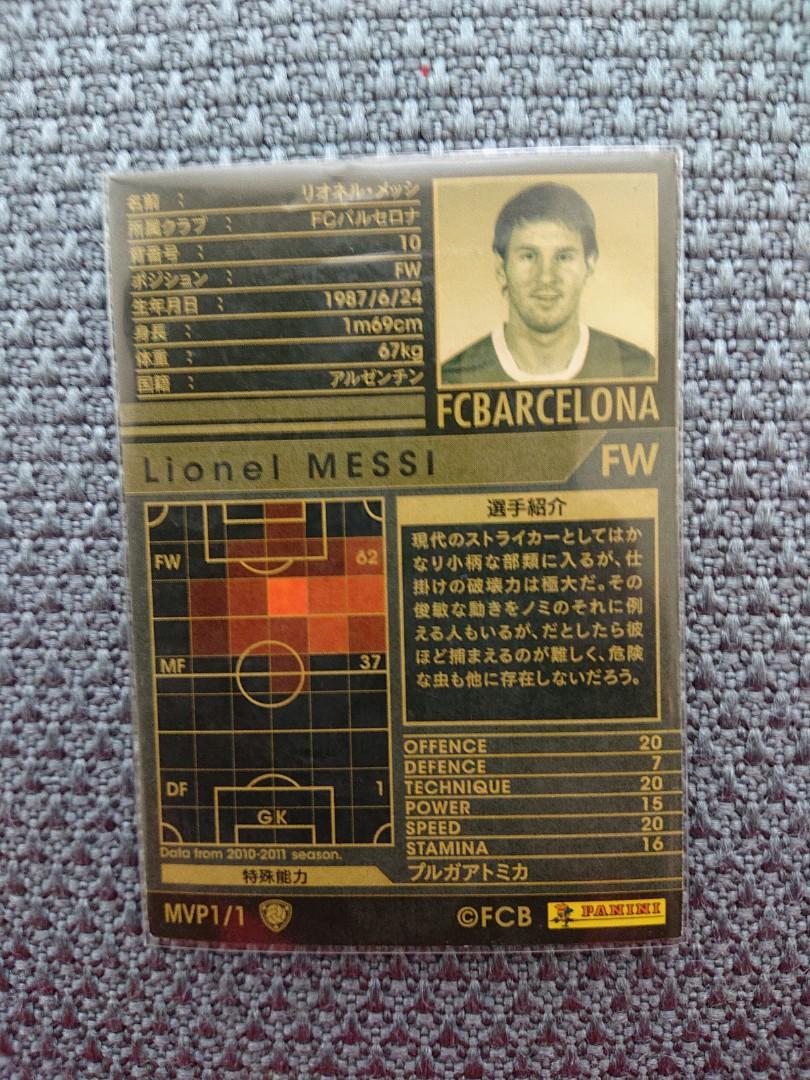 名前 : リオネル・メッシ
所属クラブ : FCバルセロナ
背番号 : 10
ポジション : FW
生年月日 : 1987/6/24
身長 : 1m69cm
体重 : 67kg
国籍 : アルゼンチン
FCBARCELONA
Lionel MESSI FW
FW 62
MF 37
DF 1
GK
Data from 2010-2011 season.
選手紹介
現代のストライカーとしてはか
なり小柄な部類に入るが、仕
掛けの破壊力は極大だ。その
俊敏な動きをノミのそれに例
える人もいるが、だとしたら彼
ほど捕まえるのが難しく、危険
な虫も他に存在しないだろう。
OFFENCE 20
DEFENCE 7
TECHNIQUE 20
POWER 15
SPEED 20
STAMINA 16
特殊能力 プルガアトミカ
MVP1/1 ©FCB PANINI